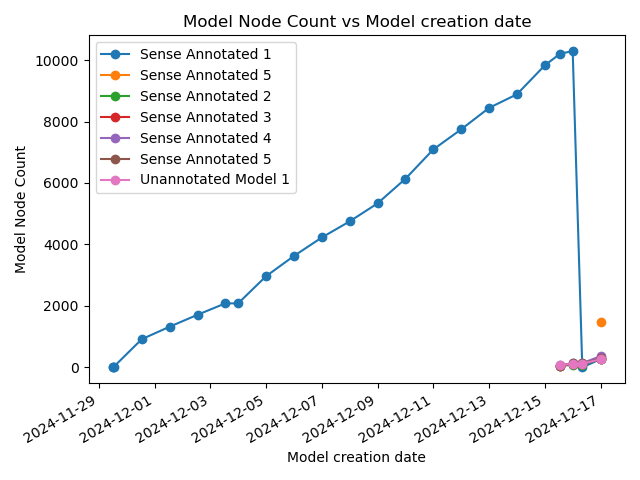 Model Node Count vs Model creation date
Sense Annotated 1
Sense Annotated 5
Sense Annotated 2
Sense Annotated 3
Sense Annotated 4
Sense Annotated 5
Unannotated Model 1
Model Node Count
10000
8000
6000
4000
2000
0
2024-11-29
2024-12-01
2024-12-03
2024-12-05
2024-12-07
2024-12-09
2024-12-11
2024-12-13
2024-12-15
2024-12-17
Model creation date